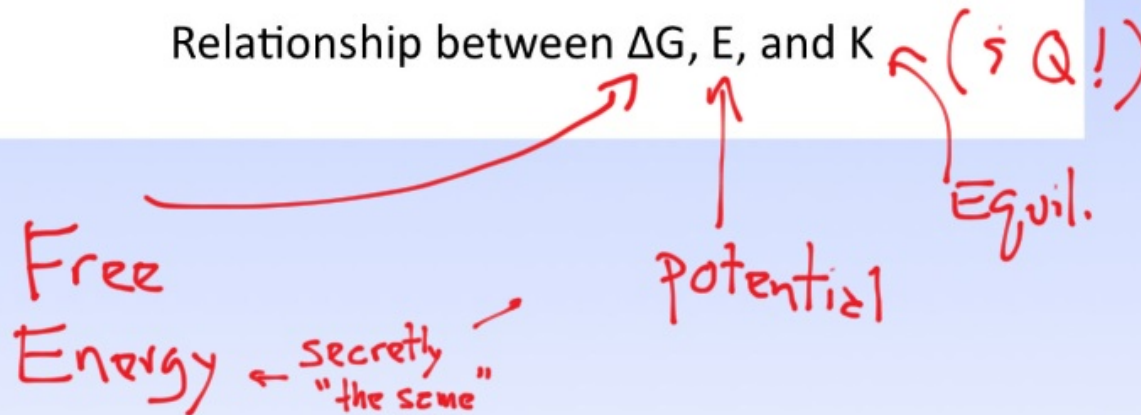 Relationship between ΔG, E, and K
(& Q!)
Equil.
Free
Energy
potential
← secretly
"the same"